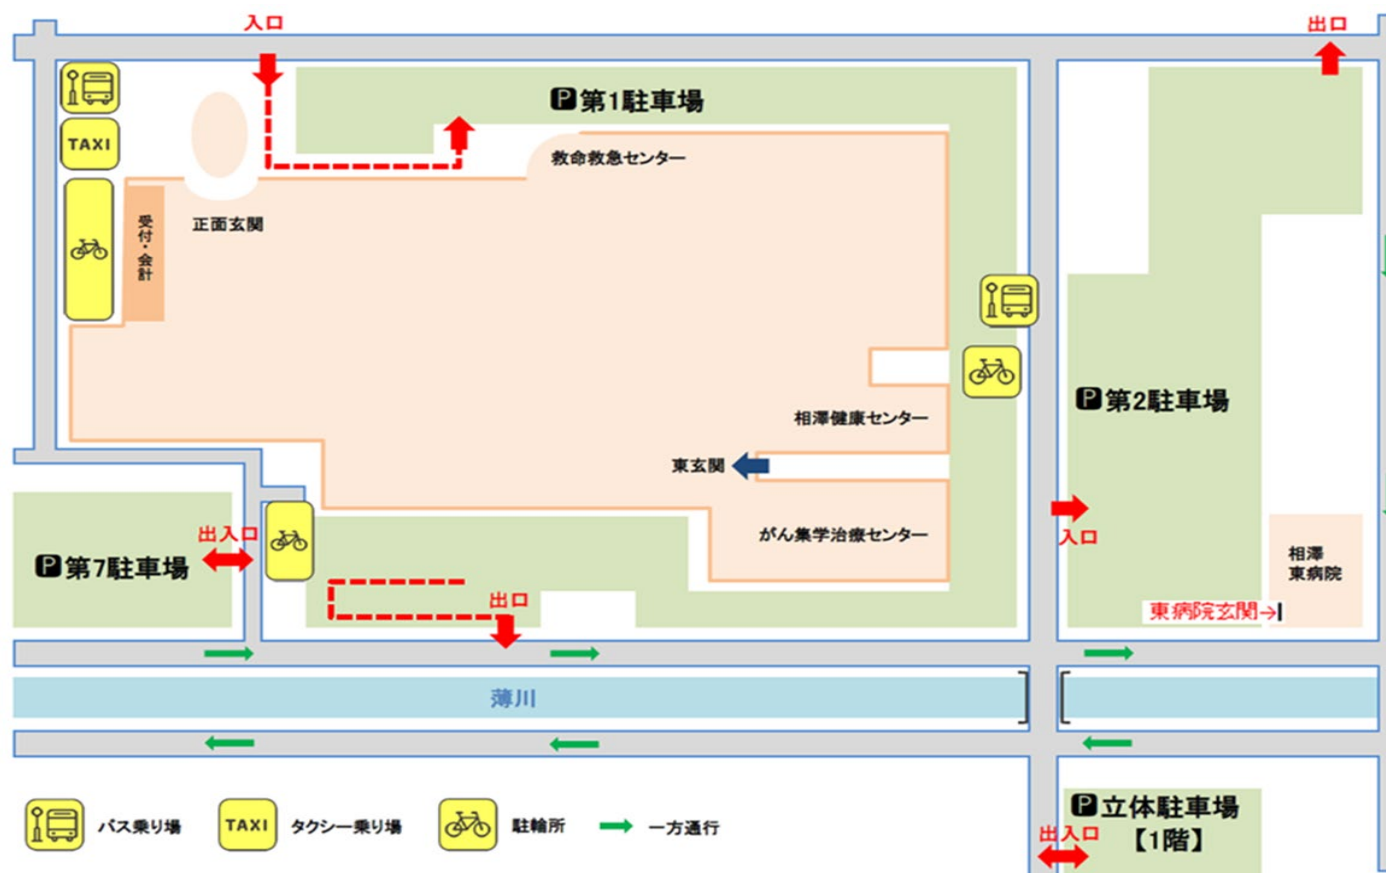 入口
出口
P第1駐車場
TAXI
救命救急センター
正面玄関
受付・会計
P第2駐車場
相澤健康センター
東玄関
がん集学治療センター
入口
出入口
P第7駐車場
相澤
東病院
出口
東病院玄関→
薄川
P立体駐車場
【1階】
出入口
バス乗り場
TAXI
タクシー乗り場
駐輪所
一方通行